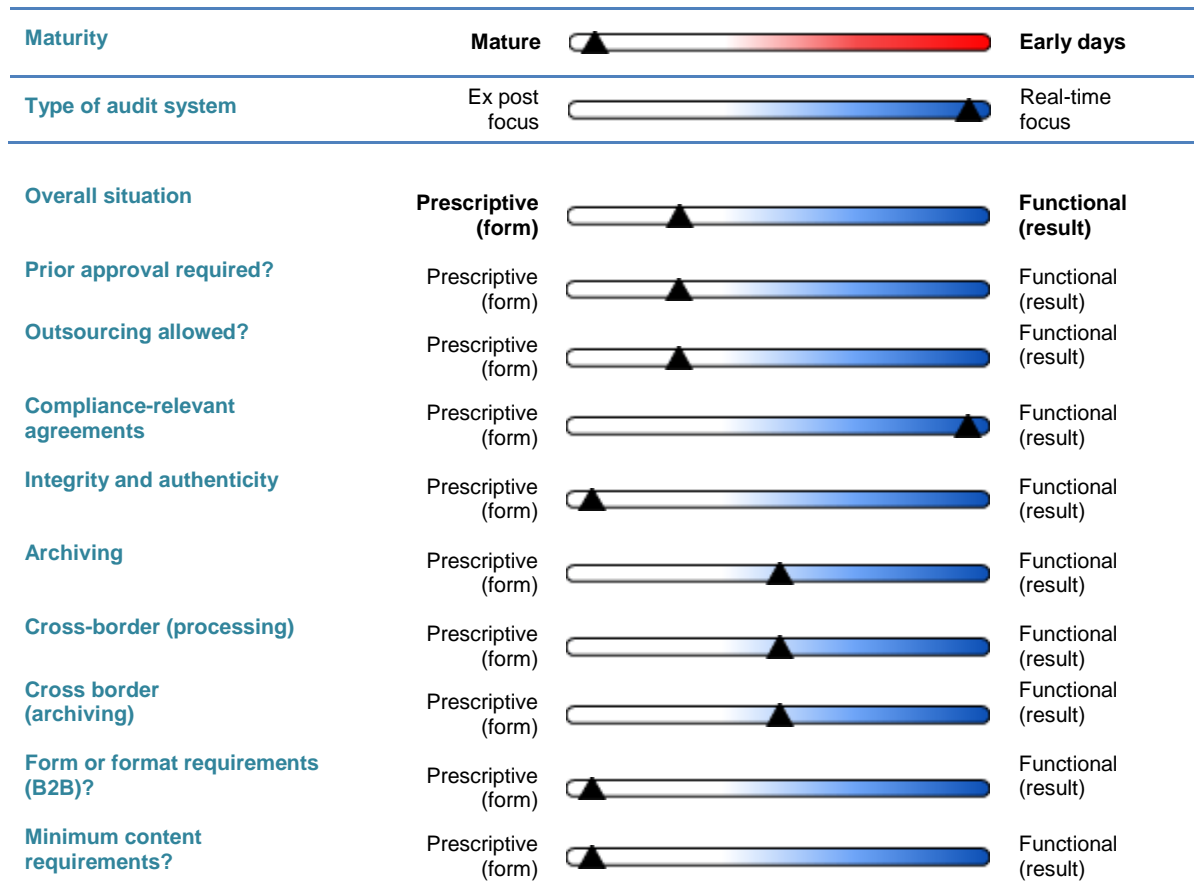 Maturity
Mature
Early days
Type of audit system
Ex post
focus
Real-time
focus
Overall situation
Prescriptive
(form)
Functional
(result)
Prior approval required?
Prescriptive
(form)
Functional
(result)
Outsourcing allowed?
Prescriptive
(form)
Functional
(result)
Compliance-relevant
agreements
Prescriptive
(form)
Functional
(result)
Integrity and authenticity
Prescriptive
(form)
Functional
(result)
Archiving
Prescriptive
(form)
Functional
(result)
Cross-border (processing)
Prescriptive
(form)
Functional
(result)
Cross border
(archiving)
Prescriptive
(form)
Functional
(result)
Form or format requirements
(B2B)?
Prescriptive
(form)
Functional
(result)
Minimum content
requirements?
Prescriptive
(form)
Functional
(result)